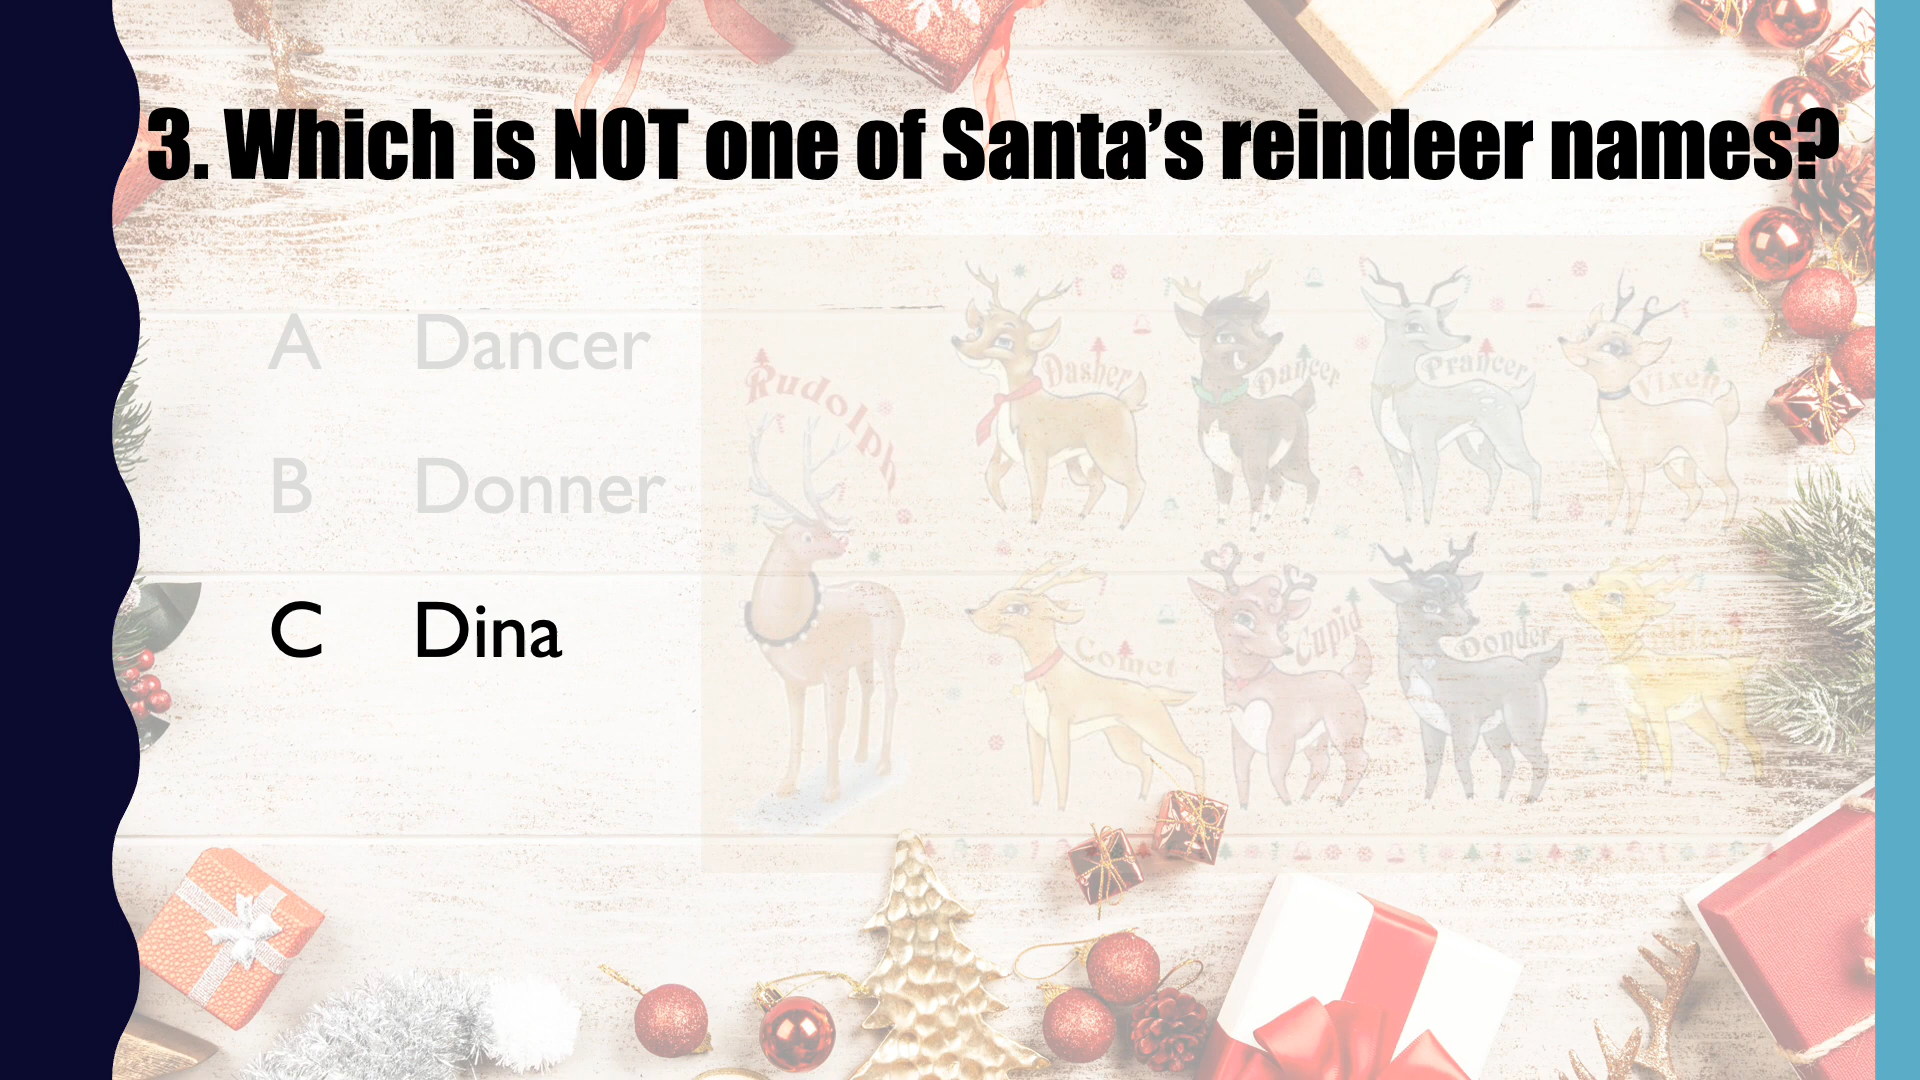 3. Which is NOT one of Santa’s reindeer names?
A Dancer
B Donner
C Dina
Rudolph
Dasher
Dancer
Prancer
Vixen
Comet
Cupid
Donder